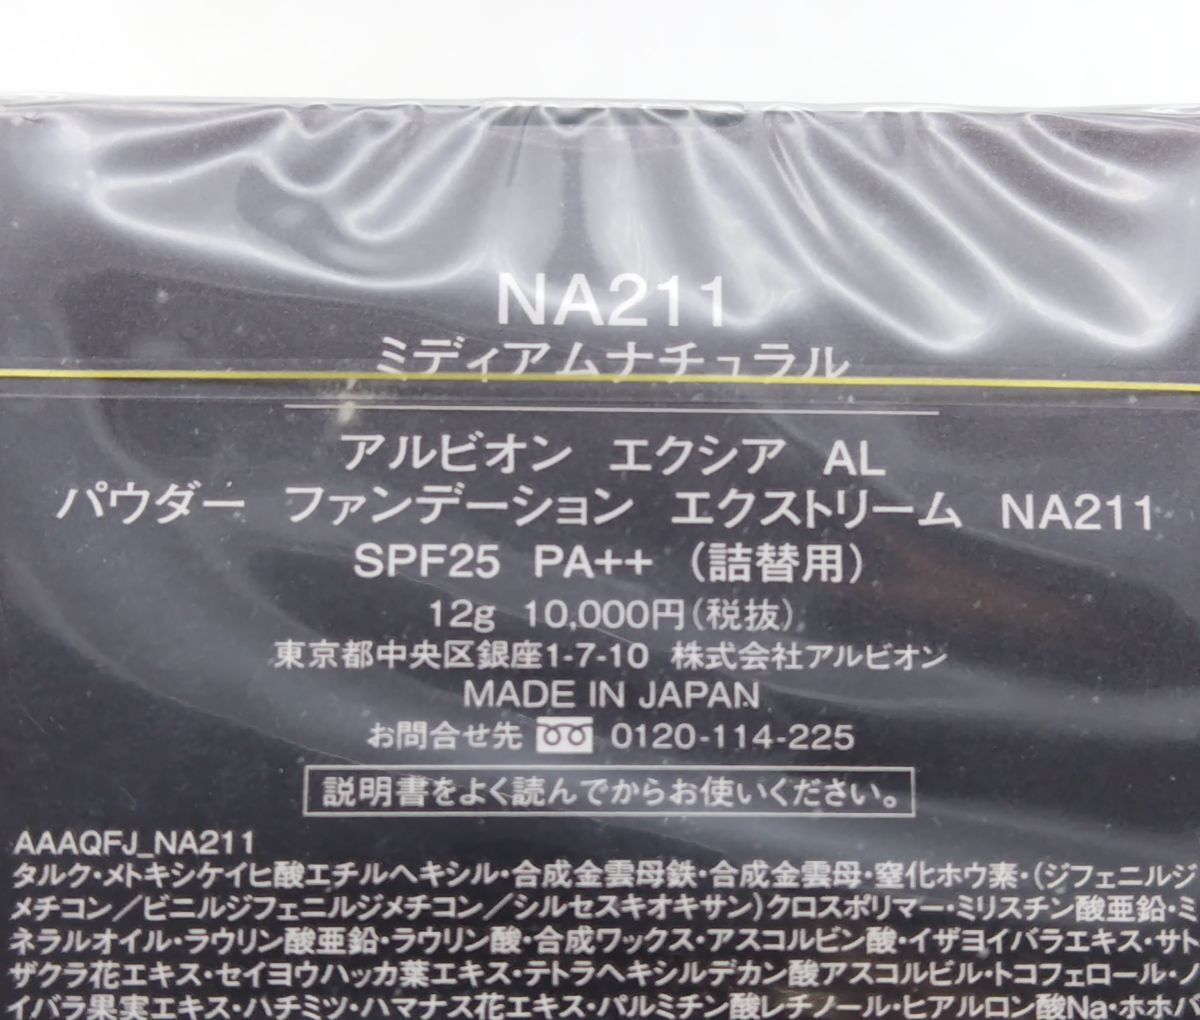 NA211
ミディアムナチュラル
アルビオン エクシア AL
パウダー ファンデーション エクストリーム NA211
SPF25 PA++ (詰替用)
12g 10,000円(税抜)
東京都中央区銀座1-7-10 株式会社アルビオン
MADE IN JAPAN
お問合せ先 0120-114-225
説明書をよく読んでからお使いください。
AAAQFJ_NA211
タルク・メトキシケイヒ酸エチルヘキシル・合成金雲母鉄・合成金雲母・窒化ホウ素・(ジフェニルジ
メチコン/ビニルジフェニルジメチコン/シルセスキオキサン)クロスポリマー・ミリスチン酸亜鉛・ミ
ネラルオイル・ラウリン酸亜鉛・ラウリン酸・合成ワックス・アスコルビン酸・イザヨイバラエキス・サト
ザクラ花エキス・セイヨウハッカ葉エキス・テトラヘキシルデカン酸アスコルビル・トコフェロール・ノ
イバラ果実エキス・ハチミツ・ハマナス花エキス・パルミチン酸レチノール・ヒアルロン酸Na・ホホバ